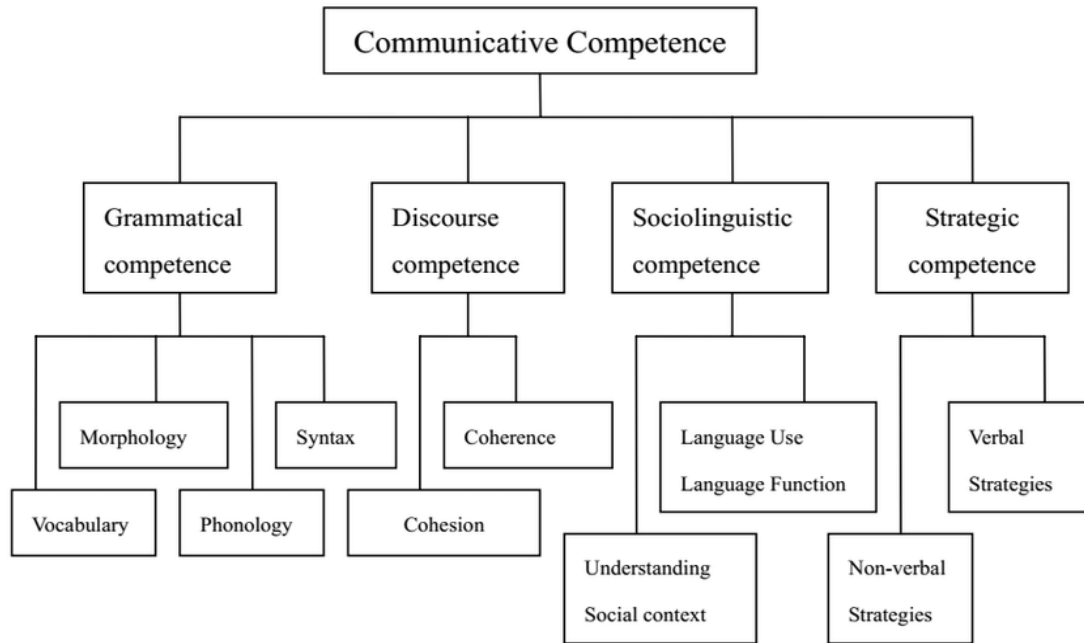 Communicative Competence
Grammatical
competence
Discourse
competence
Sociolinguistic
competence
Strategic
competence
Morphology
Syntax
Coherence
Language Use
Language Function
Verbal
Strategies
Vocabulary
Phonology
Cohesion
Understanding
Social context
Non-verbal
Strategies